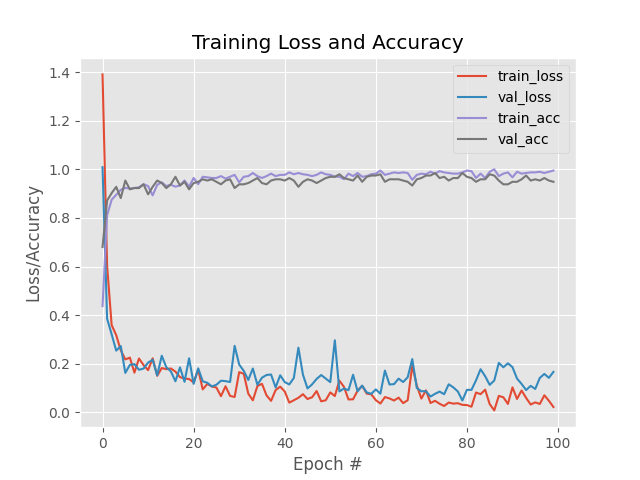 Training Loss and Accuracy
train_loss
val_loss
train_acc
val_acc
Loss/Accuracy
1.4
1.2
1.0
0.8
0.6
0.4
0.2
0.0
0 20 40 60 80 100
Epoch #